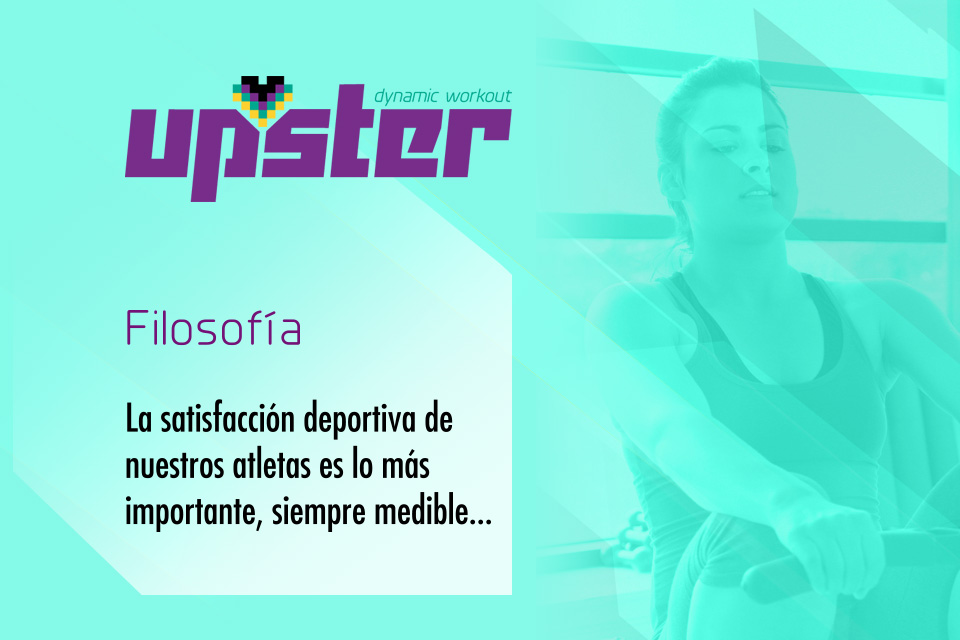 dynamic workout
upster
Filosofía
La satisfacción deportiva de
nuestros atletas es lo más
importante, siempre medible...